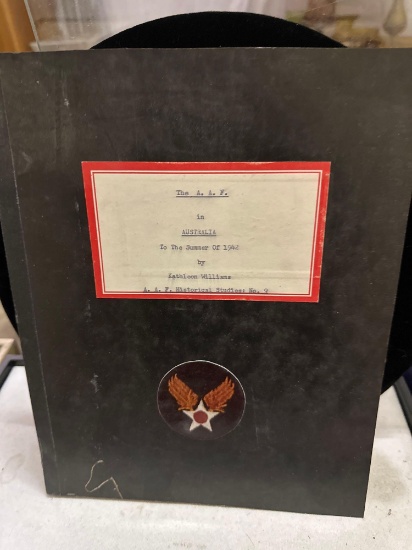 The A. A. F.
in
AUSTRALIA
To The Summer Of 1942
by
Kathleen Williams
A. A. F. Historical Studies: No. 9